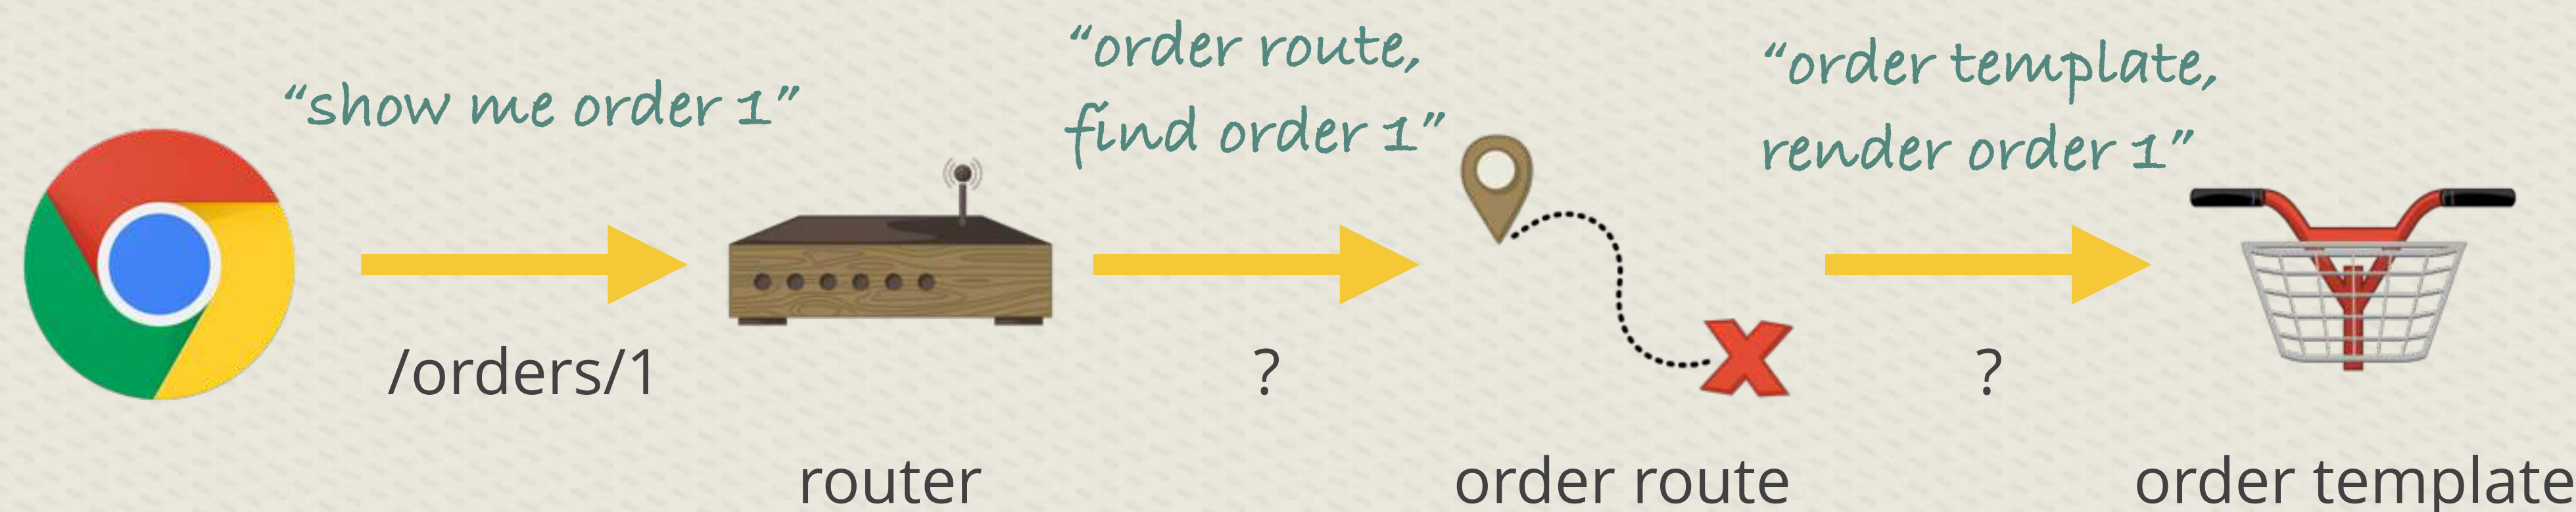 “show me order 1”
“order route,
find order 1”
“order template,
render order 1”
/orders/1
?
?
router
order route
order template